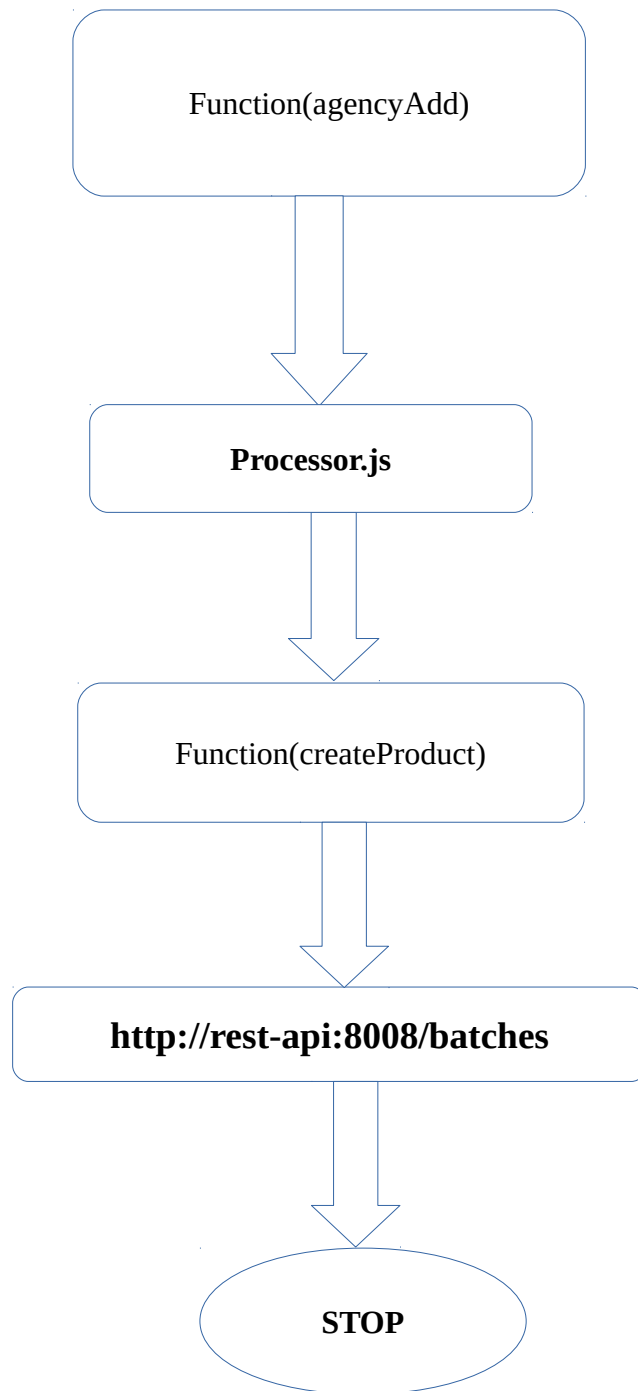 Function(agencyAdd)
Processor.js
Function(createProduct)
http://rest-api:8008/batches
STOP